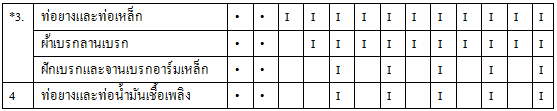 *3. ท่อยางและท่อเหล็ก • • I I I I I I I I I I I
ผ้าเบรกลานเบรก • • I I I I I I I I I I
ฝักเบรกและจานเบรกอาร์มเหล็ก • • I I I I I
4 ท่อยางและท่อน้ำมันเชื้อเพลิง • • I I I I I